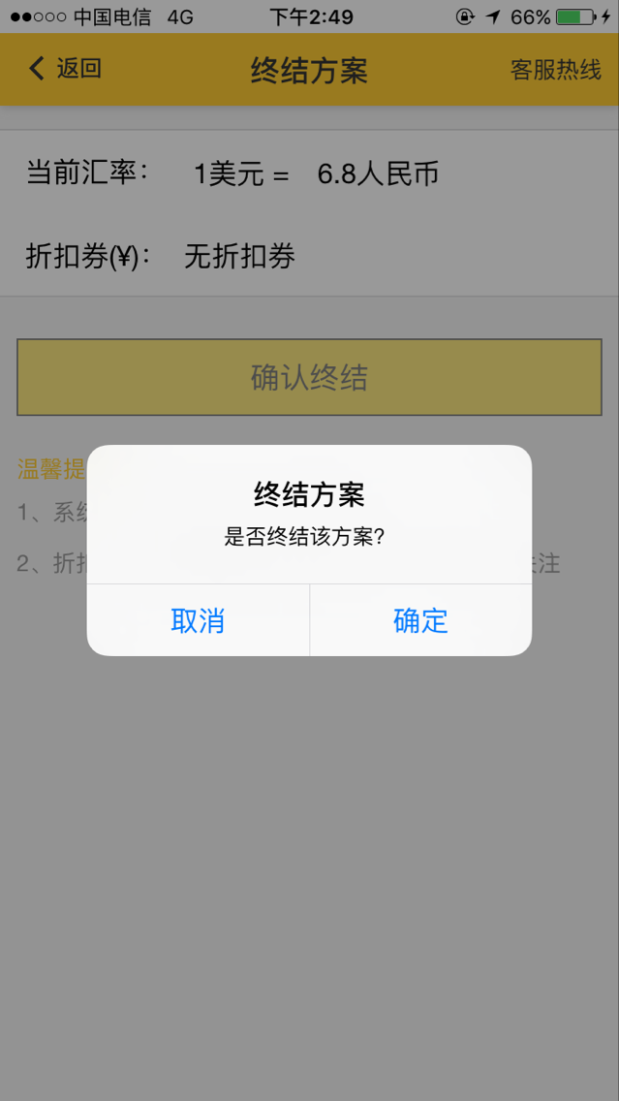 中国电信 4G 下午2:49 66%
返回 终结方案 客服热线
当前汇率: 1美元 = 6.8人民币
折扣券(¥): 无折扣券
确认终结
温馨提
1、系统
2、折扣 注
终结方案
是否终结该方案?
取消 确定